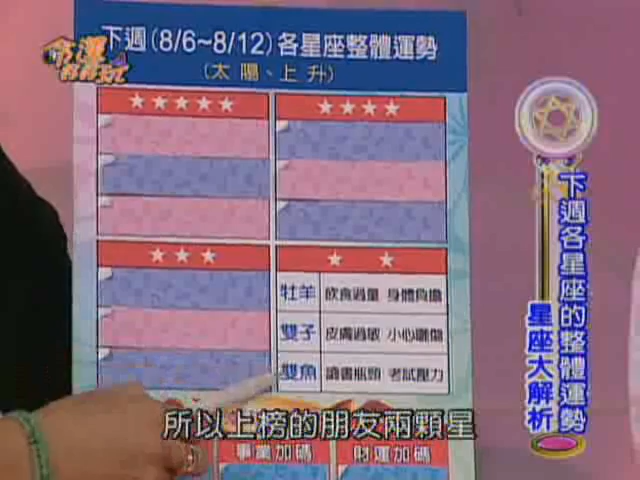 下週(8/6~8/12)各星座整體運勢
(太陽、上升)
★★★★★
★★★★
★★★
★★
牡羊 飲食過量 身體負擔
雙子 皮膚過敏 小心曬傷
雙魚 讀書瓶頸 考試壓力
事業加碼
財運加碼
下週各星座的整體運勢
星座大解析
所以上榜的朋友兩顆星